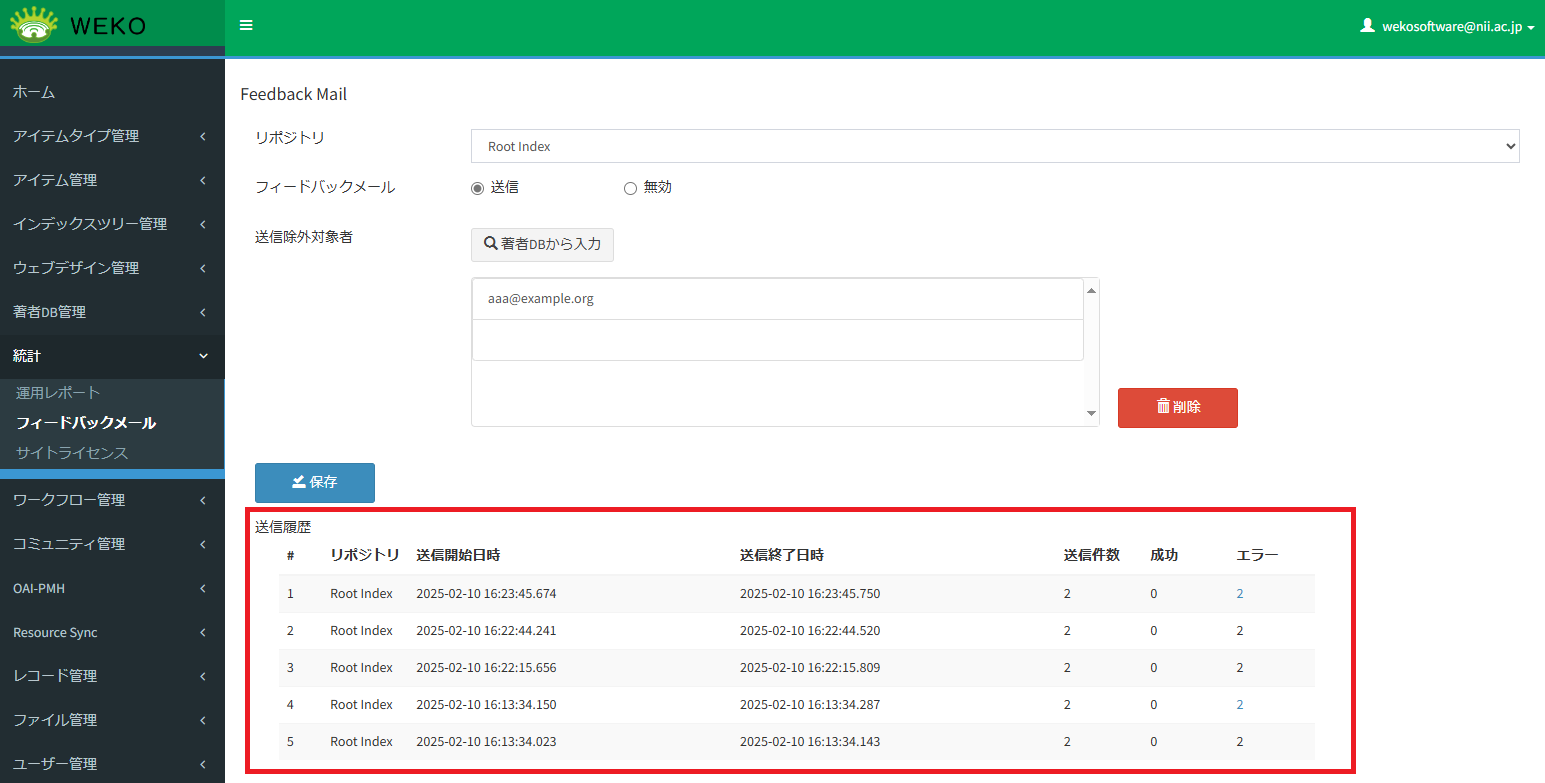 WEKO
wekosoftware@nii.ac.jp
ホーム
アイテムタイプ管理
アイテム管理
インデックスツリー管理
ウェブデザイン管理
著者DB管理
統計
運用レポート
フィードバックメール
サイトライセンス
ワークフロー管理
コミュニティ管理
OAI-PMH
Resource Sync
レコード管理
ファイル管理
ユーザー管理
Feedback Mail
リポジトリ Root Index
フィードバックメール 送信 無効
送信除外対象者 著者DBから入力
aaa@example.org
削除
保存
送信履歴
# リポジトリ 送信開始日時 送信終了日時 送信件数 成功 エラー
1 Root Index 2025-02-10 16:23:45.674 2025-02-10 16:23:45.750 2 0 2
2 Root Index 2025-02-10 16:22:44.241 2025-02-10 16:22:44.520 2 0 2
3 Root Index 2025-02-10 16:22:15.656 2025-02-10 16:22:15.809 2 0 2
4 Root Index 2025-02-10 16:13:34.150 2025-02-10 16:13:34.287 2 0 2
5 Root Index 2025-02-10 16:13:34.023 2025-02-10 16:13:34.143 2 0 2